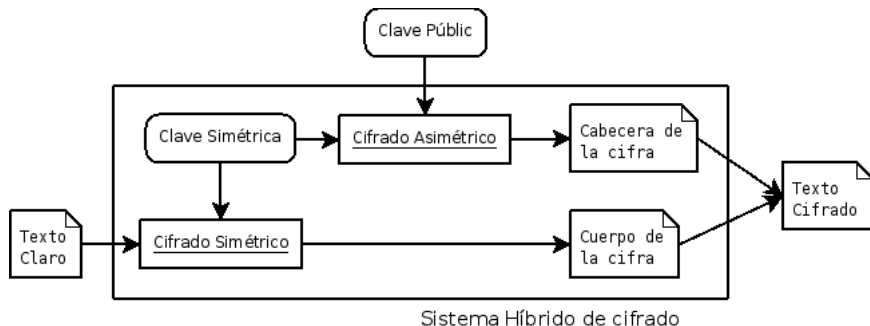 Clave Públic
Clave Simétrica
Cifrado Asimétrico
Cabecera de
la cifra
Texto
Cifrado
Texto
Claro
Cifrado Simétrico
Cuerpo de
la cifra
Sistema Híbrido de cifrado